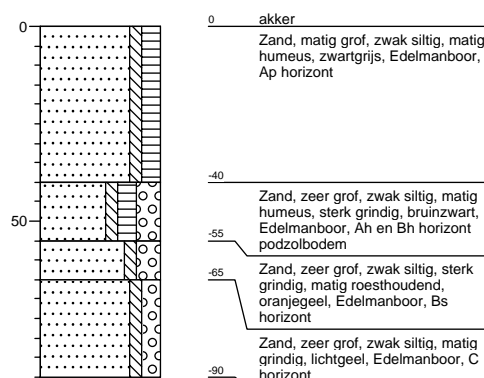 0
0 akker
Zand, matig grof, zwak siltig, matig
humeus, zwartgrijs, Edelmanboor,
Ap horizont
-40
Zand, zeer grof, zwak siltig, matig
humeus, sterk grindig, bruinzwart,
Edelmanboor, Ah en Bh horizont
podzolbodem
50
-55
Zand, zeer grof, zwak siltig, sterk
grindig, matig roesthoudend,
oranjegeel, Edelmanboor, Bs
horizont
-65
Zand, zeer grof, zwak siltig, matig
grindig, lichtgeel, Edelmanboor, C
horizont
-90